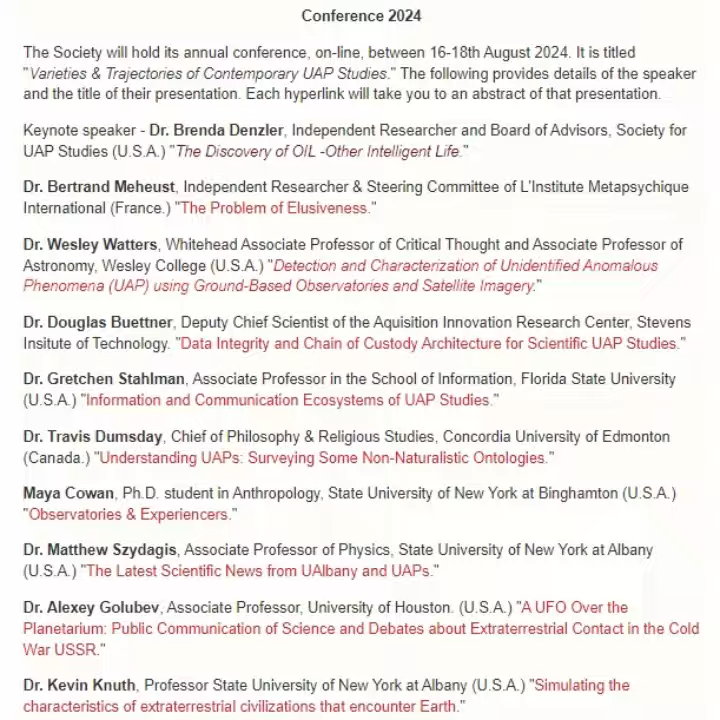 Conference 2024
The Society will hold its annual conference, on-line, between 16-18th August 2024. It is titled
"Varieties & Trajectories of Contemporary UAP Studies." The following provides details of the speaker
and the title of their presentation. Each hyperlink will take you to an abstract of that presentation.
Keynote speaker - Dr. Brenda Denzler, Independent Researcher and Board of Advisors, Society for
UAP Studies (U.S.A.) "The Discovery of OIL -Other Intelligent Life."
Dr. Bertrand Meheust, Independent Researcher & Steering Committee of L'Institute Metapsychique
International (France.) "The Problem of Elusiveness."
Dr. Wesley Watters, Whitehead Associate Professor of Critical Thought and Associate Professor of
Astronomy, Wesley College (U.S.A.) "Detection and Characterization of Unidentified Anomalous
Phenomena (UAP) using Ground-Based Observatories and Satellite Imagery."
Dr. Douglas Buettner, Deputy Chief Scientist of the Aquisition Innovation Research Center, Stevens
Insitute of Technology. "Data Integrity and Chain of Custody Architecture for Scientific UAP Studies."
Dr. Gretchen Stahlman, Associate Professor in the School of Information, Florida State University
(U.S.A.) "Information and Communication Ecosystems of UAP Studies."
Dr. Travis Dumsday, Chief of Philosophy & Religious Studies, Concordia University of Edmonton
(Canada.) "Understanding UAPs: Surveying Some Non-Naturalistic Ontologies."
Maya Cowan, Ph.D. student in Anthropology, State University of New York at Binghamton (U.S.A.)
"Observatories & Experiencers."
Dr. Matthew Szydagis, Associate Professor of Physics, State University of New York at Albany
(U.S.A.) "The Latest Scientific News from UAlbany and UAPs."
Dr. Alexey Golubev, Associate Professor, University of Houston. (U.S.A.) "A UFO Over the
Planetarium: Public Communication of Science and Debates about Extraterrestrial Contact in the Cold
War USSR."
Dr. Kevin Knuth, Professor State University of New York at Albany (U.S.A.) "Simulating the
characteristics of extraterrestrial civilizations that encounter Earth."